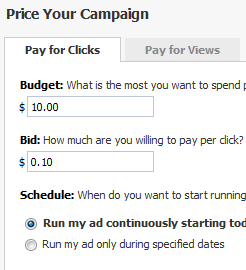 Price Your Campaign
Pay for Clicks
Pay for Views
Budget: What is the most you want to spend
$ 10.00
Bid: How much are you willing to pay per click?
$ 0.10
Schedule: When do you want to start running
Run my ad continuously starting
Run my ad only during specified dates